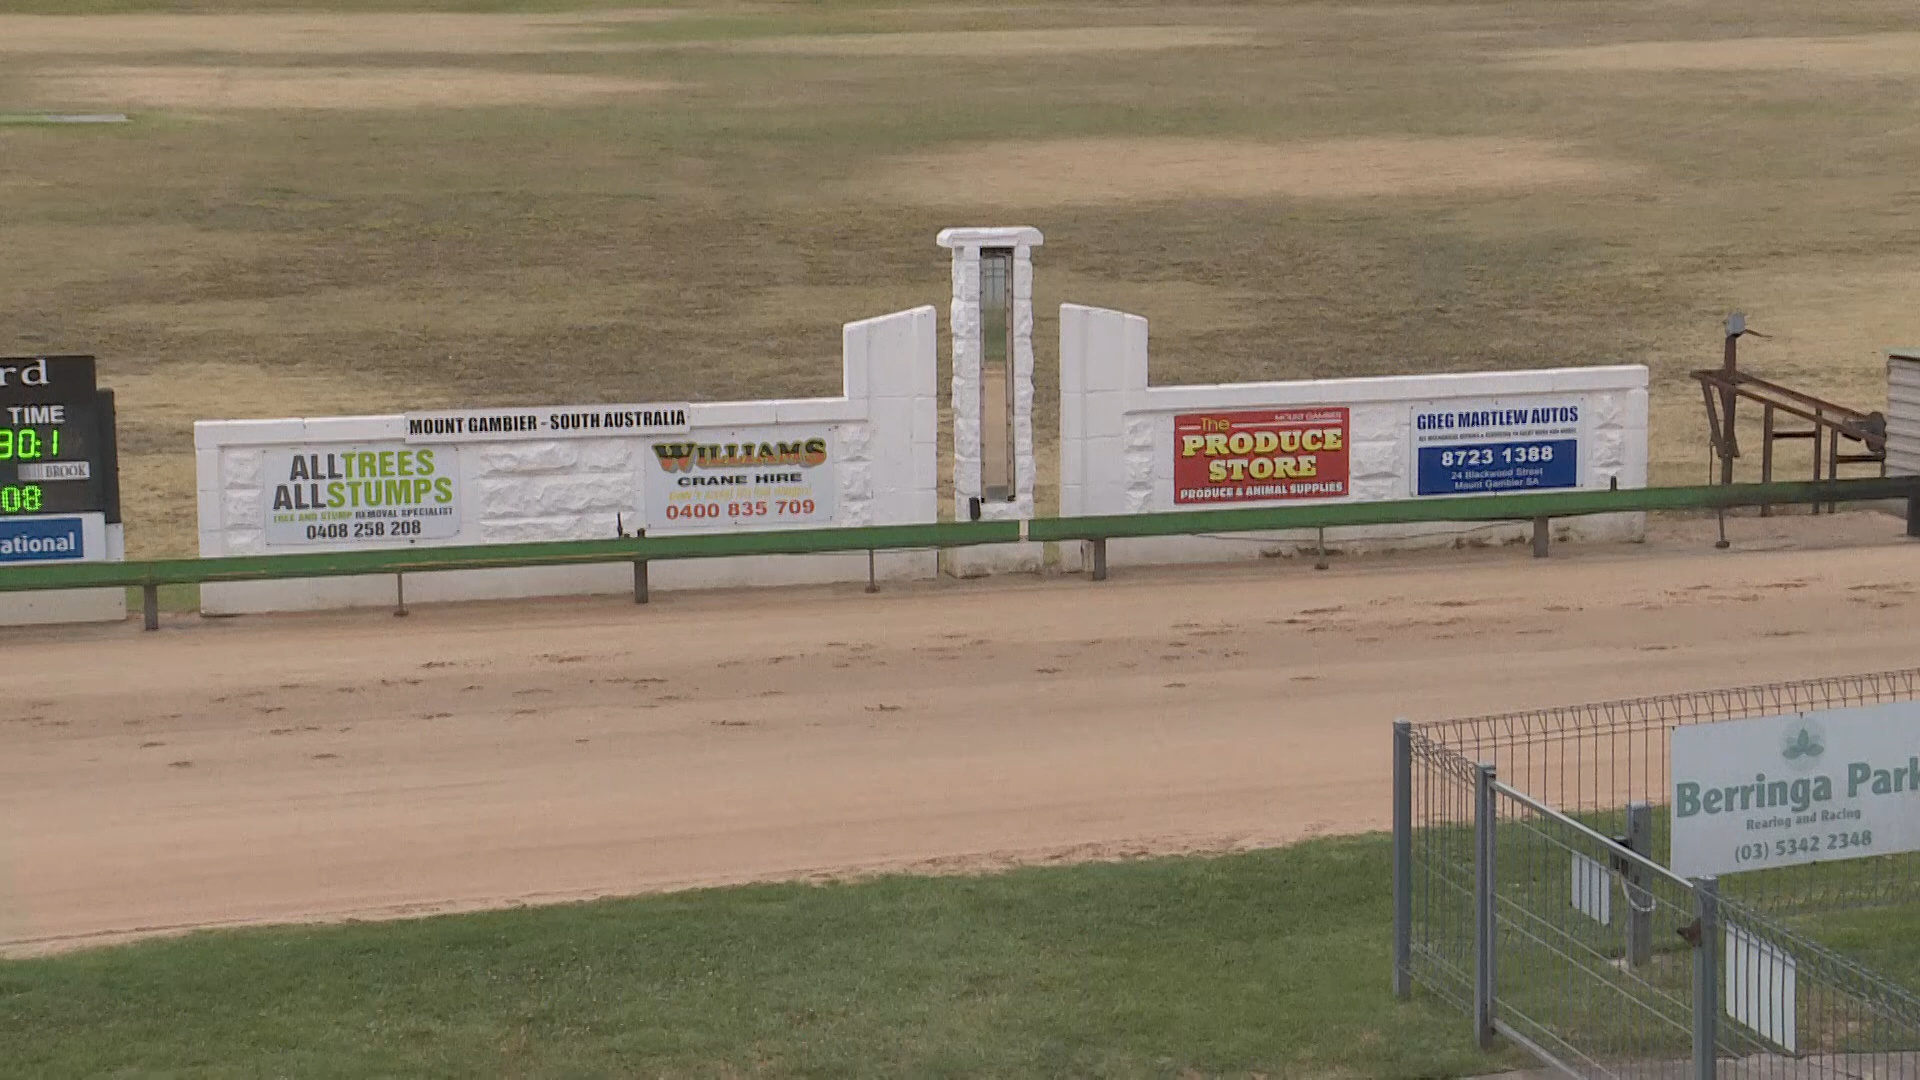 rd
TIME
30:1
BROOK
08
ational
MOUNT GAMBIER - SOUTH AUSTRALIA
ALLTREES
ALLSTUMPS
TREE AND STUMP REMOVAL SPECIALIST
0408 258 208
WILLIAMS
CRANE HIRE
0400 835 709
MOUNT GAMBIER
The
PRODUCE
STORE
PRODUCE & ANIMAL SUPPLIES
GREG MARTLEW AUTOS
8723 1388
24 Blackwood Street
Mount Gambier SA
Berringa Park
Rearing and Racing
(03) 5342 2348